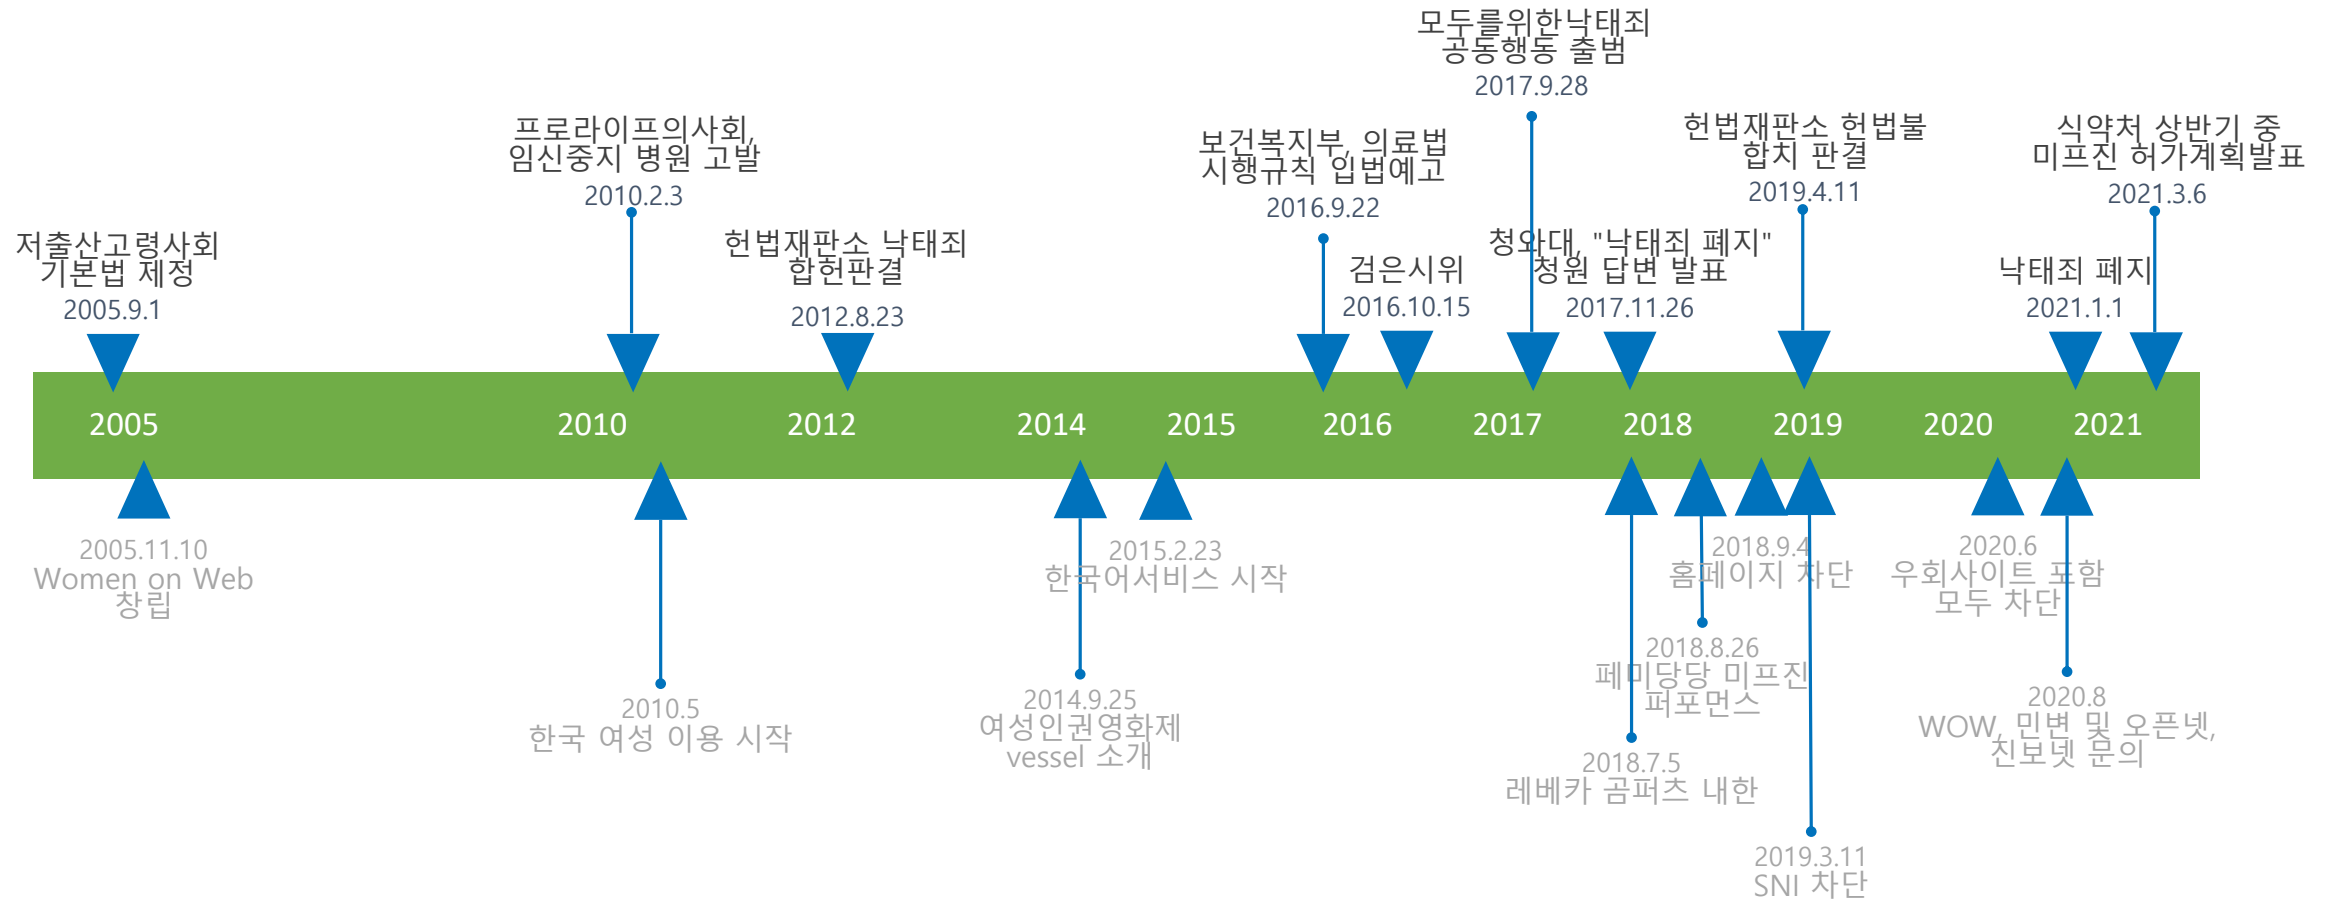 모두를위한낙태죄
공동행동 출범
2017.9.28
프로라이프의사회,
임신중지 병원 고발
2010.2.3
보건복지부, 의료법
시행규칙 입법예고
2016.9.22
헌법재판소 헌법불
합치 판결
2019.4.11
식약처 상반기 중
미프진 허가계획발표
2021.3.6
저출산고령사회
기본법 제정
2005.9.1
헌법재판소 낙태죄
합헌판결
2012.8.23
검은시위
2016.10.15
청와대, "낙태죄 폐지"
청원 답변 발표
2017.11.26
낙태죄 폐지
2021.1.1
2005 2010 2012 2014 2015 2016 2017 2018 2019 2020 2021
2005.11.10
Women on Web
창립
2010.5
한국 여성 이용 시작
2014.9.25
여성인권영화제
vessel 소개
2015.2.23
한국어서비스 시작
2018.7.5
레베카 곰퍼츠 내한
2018.8.26
페미당당 미프진
퍼포먼스
2018.9.4
홈페이지 차단
2019.3.11
SNI 차단
2020.6
우회사이트 포함
모두 차단
2020.8
WOW, 민변 및 오픈넷,
진보넷 문의